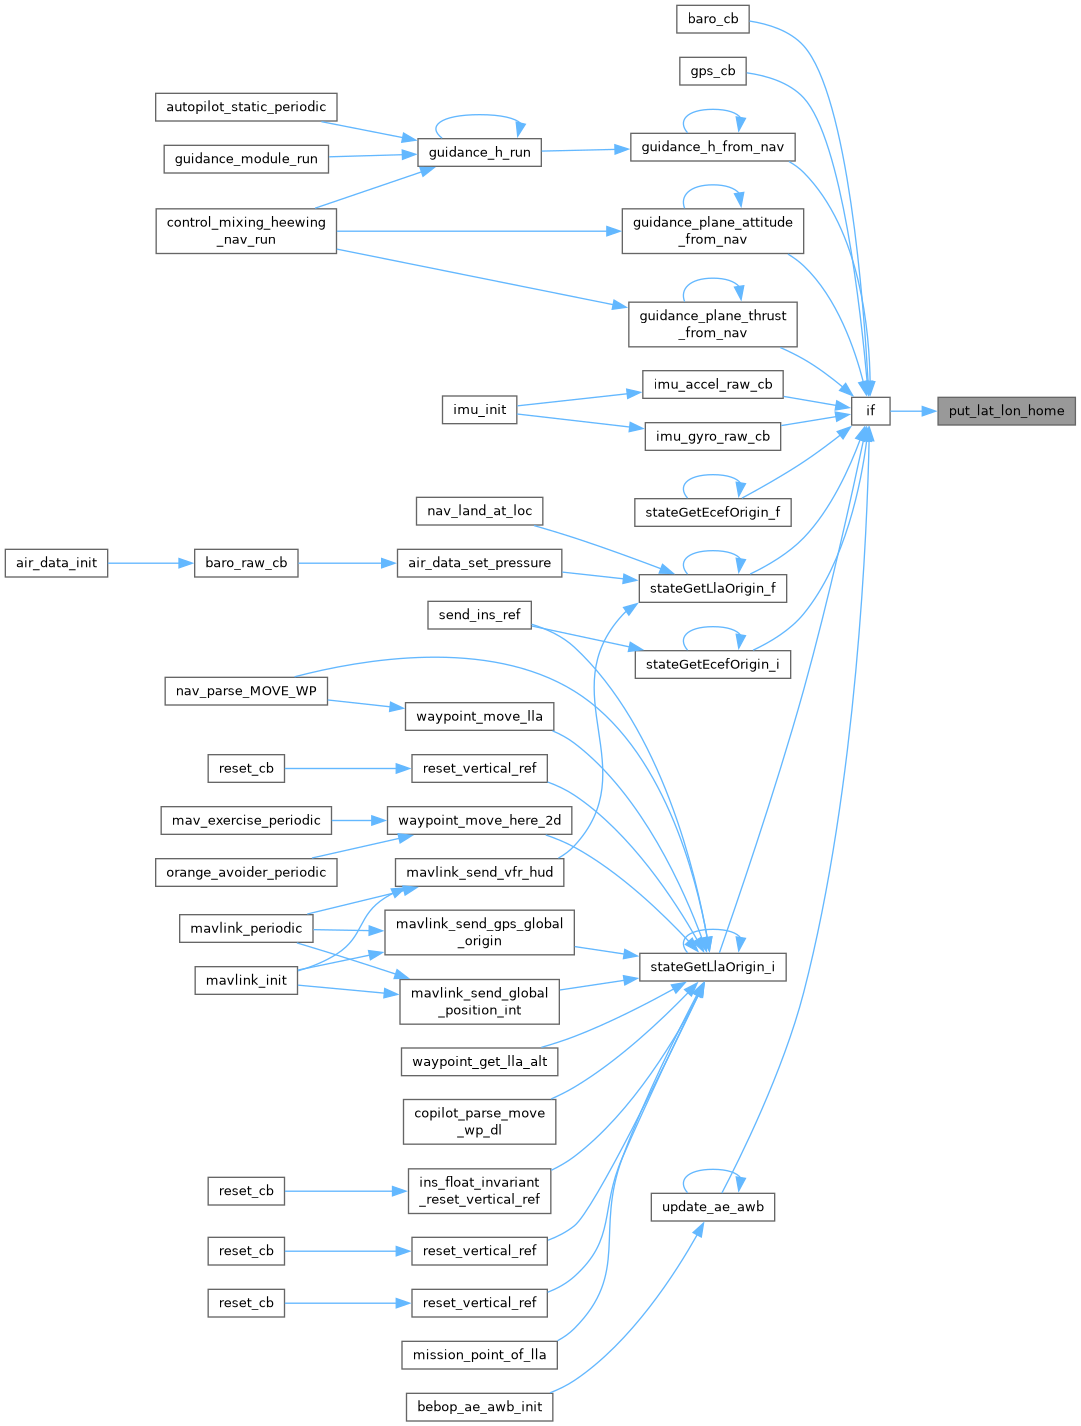 baro_cb
gps_cb
autopilot_static_periodic
guidance_h_run
guidance_h_from_nav
guidance_module_run
control_mixing_heewing
_nav_run
guidance_plane_attitude
_from_nav
guidance_plane_thrust
_from_nav
imu_accel_raw_cb
imu_init
if
put_lat_lon_home
imu_gyro_raw_cb
stateGetEcefOrigin_f
nav_land_at_loc
air_data_init
baro_raw_cb
air_data_set_pressure
stateGetLlaOrigin_f
send_ins_ref
stateGetEcefOrigin_i
nav_parse_MOVE_WP
waypoint_move_lla
reset_cb
reset_vertical_ref
mav_exercise_periodic
waypoint_move_here_2d
orange_avoider_periodic
mavlink_send_vfr_hud
mavlink_periodic
mavlink_send_gps_global
_origin
stateGetLlaOrigin_i
mavlink_init
mavlink_send_global
_position_int
waypoint_get_lla_alt
copilot_parse_move
_wp_dl
reset_cb
ins_float_invariant
_reset_vertical_ref
update_ae_awb
reset_cb
reset_vertical_ref
reset_cb
reset_vertical_ref
mission_point_of_lla
bebop_ae_awb_init